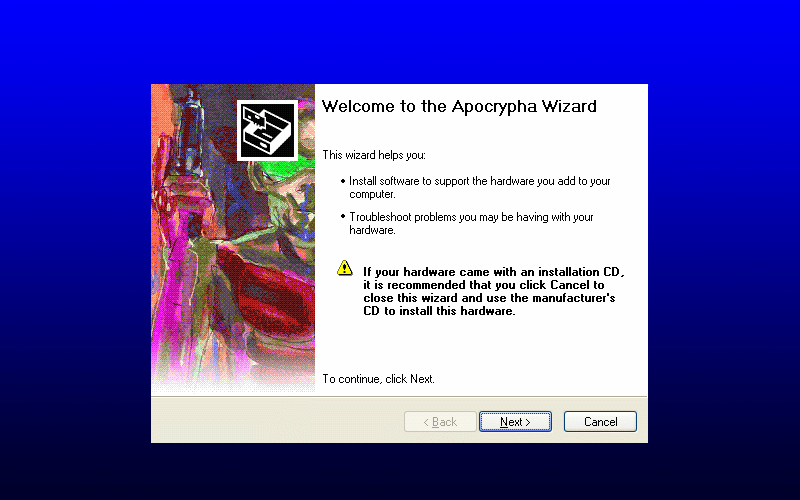 Welcome to the Apocrypha Wizard
This wizard helps you:
• Install software to support the hardware you add to your
computer.
• Troubleshoot problems you may be having with your
hardware.
If your hardware came with an installation CD,
it is recommended that you click Cancel to
close this wizard and use the manufacturer's
CD to install this hardware.
To continue, click Next.
< Back
Next >
Cancel